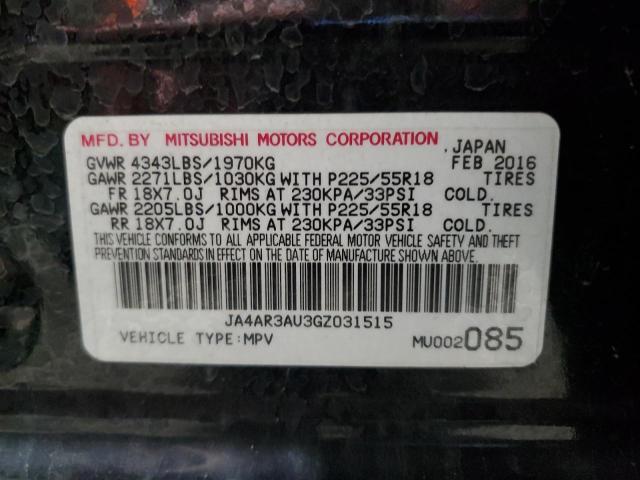 MFD. BY MITSUBISHI MOTORS CORPORATION, JAPAN
GVWR 4343LBS/1970KG FEB 2016
GAWR 2271LBS/1030KG WITH P225/55R18 TIRES
FR 18X7.0J RIMS AT 230KPA/33PSI COLD.
GAWR 2205LBS/1000KG WITH P225/55R18 TIRES
RR 18X7.0J RIMS AT 230KPA/33PSI COLD.
THIS VEHICLE CONFORMS TO ALL APPLICABLE FEDERAL MOTOR VEHICLE SAFETY AND THEFT
PREVENTION STANDARDS IN EFFECT ON THE DATE OF MANUFACTURE SHOWN ABOVE.
JA4AR3AU3GZ031515
VEHICLE TYPE:MPV MU002085